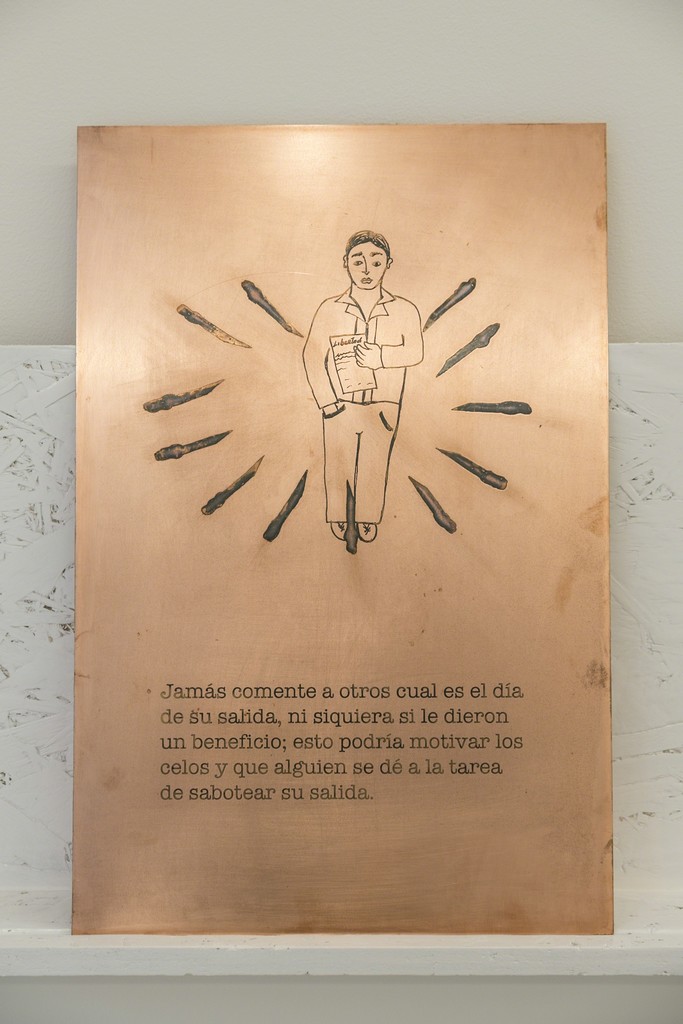 Libertad
Jamás comente a otros cual es el día
de su salida, ni siquiera si le dieron
un beneficio; esto podría motivar los
celos y que alguien se dé a la tarea
de sabotear su salida.